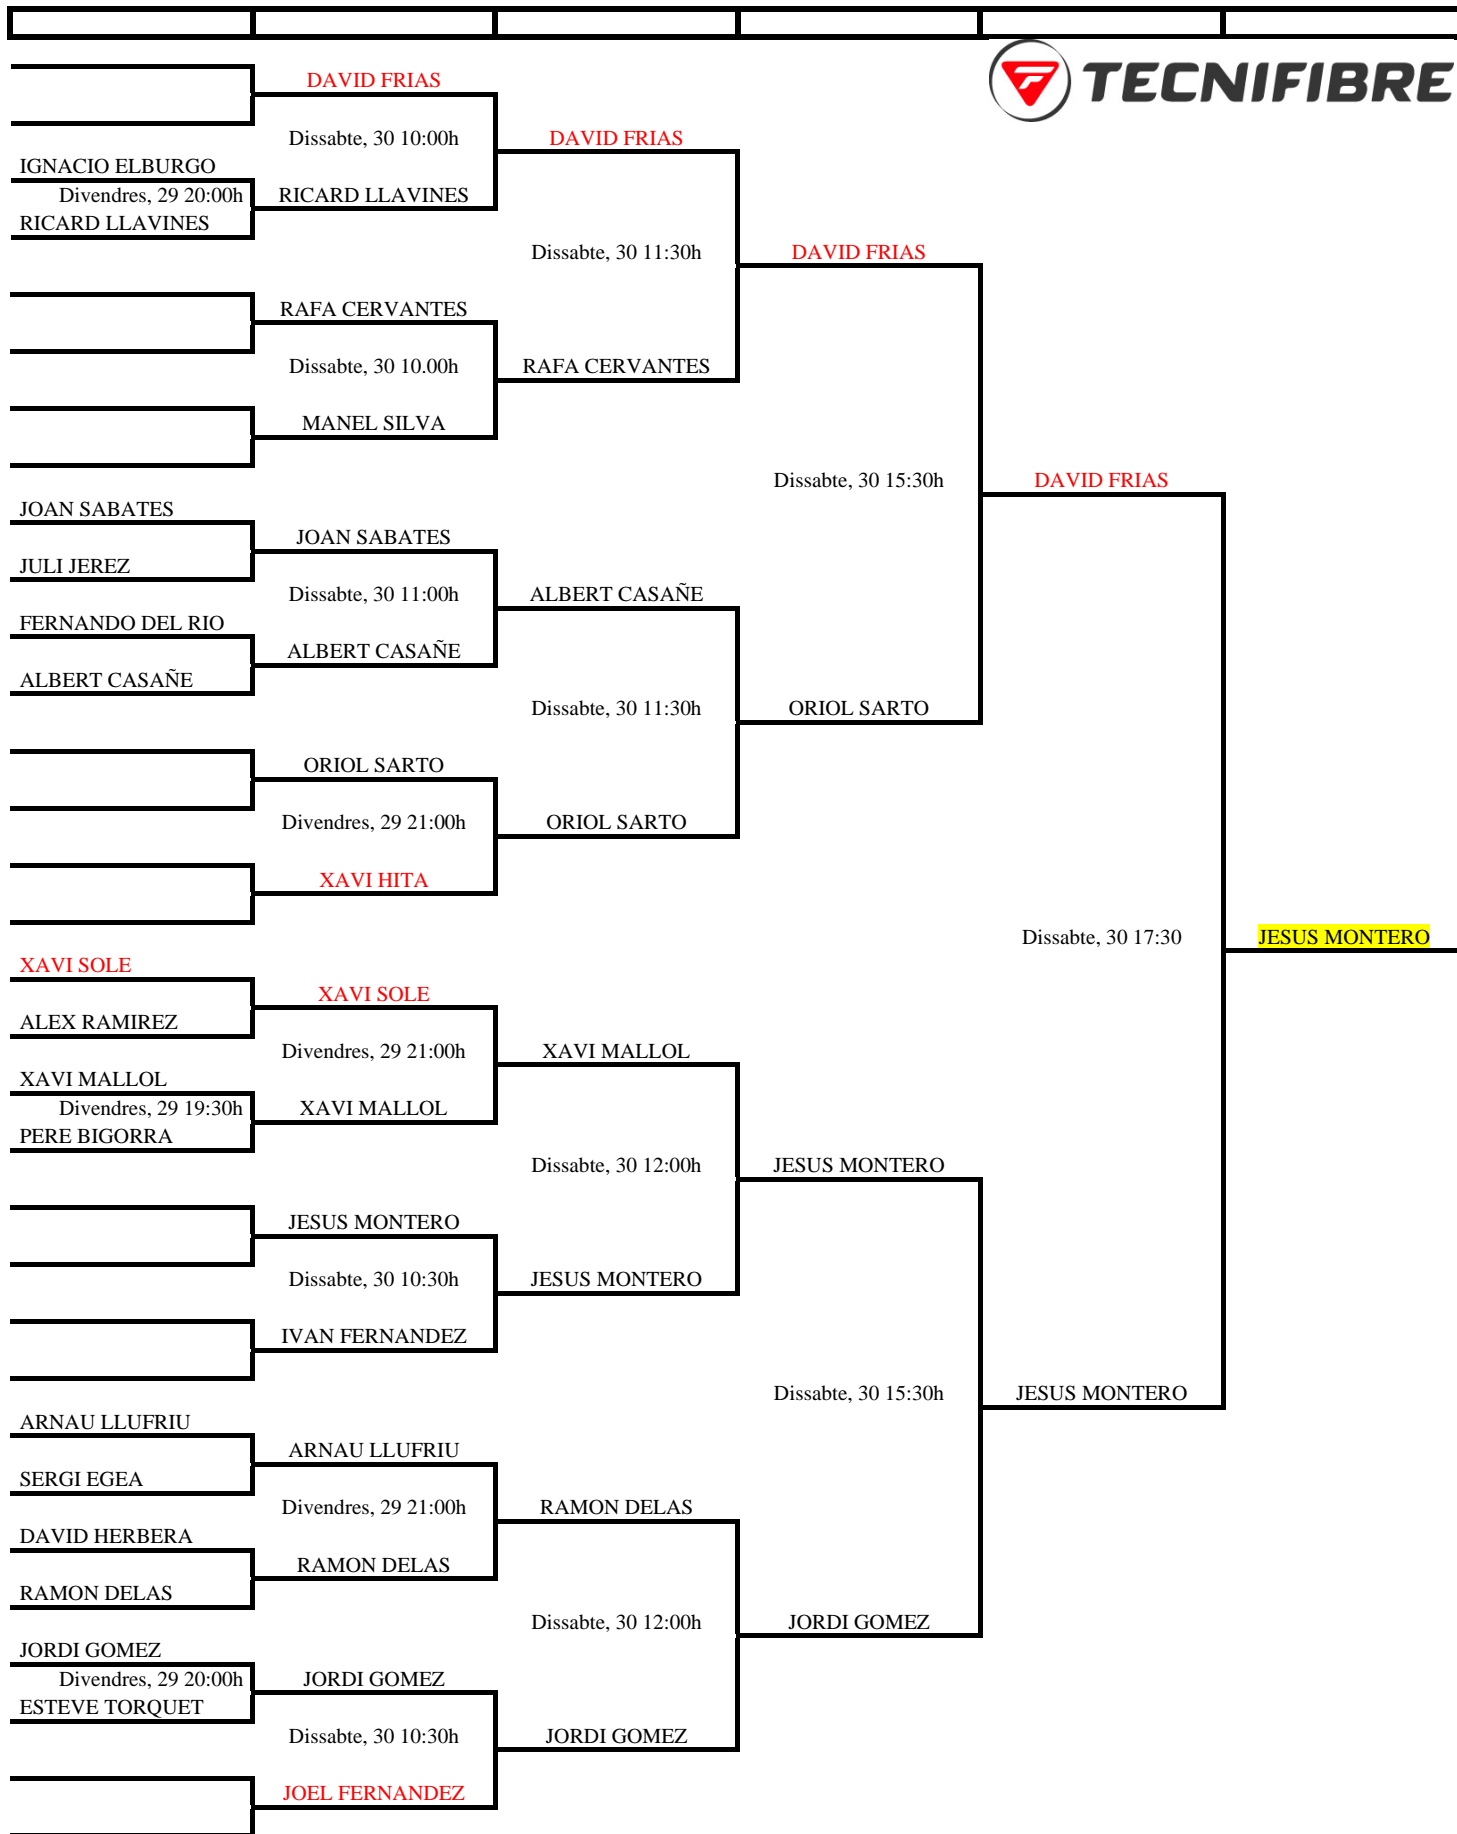 TECNIFIBRE
DAVID FRIAS
Dissabte, 30 10:00h
DAVID FRIAS
IGNACIO ELBURGO
Divendres, 29 20:00h
RICARD LLAVINES
RICARD LLAVINES
Dissabte, 30 11:30h
DAVID FRIAS
RAFA CERVANTES
Dissabte, 30 10.00h
RAFA CERVANTES
MANEL SILVA
Dissabte, 30 15:30h
DAVID FRIAS
JOAN SABATES
JOAN SABATES
JULI JEREZ
Dissabte, 30 11:00h
ALBERT CASAÑE
FERNANDO DEL RIO
ALBERT CASAÑE
ALBERT CASAÑE
Dissabte, 30 11:30h
ORIOL SARTO
ORIOL SARTO
Divendres, 29 21:00h
ORIOL SARTO
XAVI HITA
Dissabte, 30 17:30
JESUS MONTERO
XAVI SOLE
XAVI SOLE
ALEX RAMIREZ
Divendres, 29 21:00h
XAVI MALLOL
XAVI MALLOL
Divendres, 29 19:30h
XAVI MALLOL
PERE BIGORRA
Dissabte, 30 12:00h
JESUS MONTERO
JESUS MONTERO
Dissabte, 30 10:30h
JESUS MONTERO
IVAN FERNANDEZ
Dissabte, 30 15:30h
JESUS MONTERO
ARNAU LLUFRIU
ARNAU LLUFRIU
SERGI EGEA
Divendres, 29 21:00h
RAMON DELAS
DAVID HERBERA
RAMON DELAS
RAMON DELAS
Dissabte, 30 12:00h
JORDI GOMEZ
JORDI GOMEZ
Divendres, 29 20:00h
JORDI GOMEZ
ESTEVE TORQUET
Dissabte, 30 10:30h
JORDI GOMEZ
JOEL FERNANDEZ